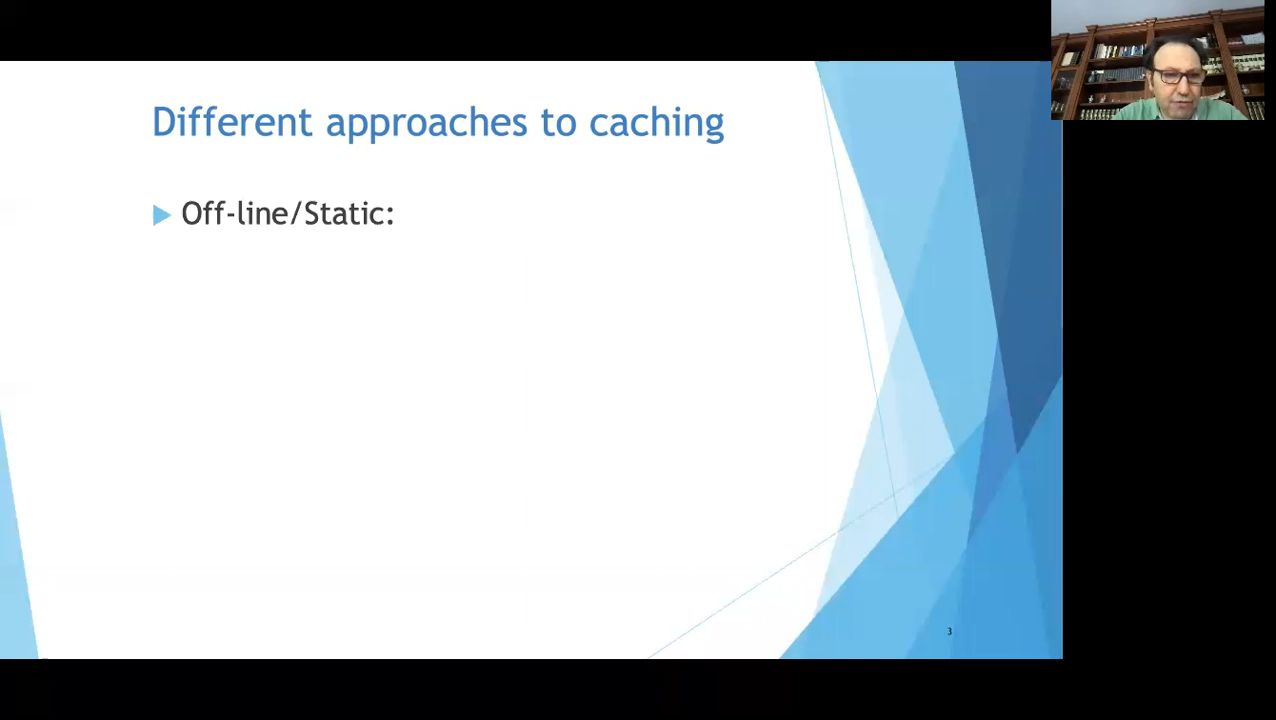 Different approaches to caching
Off-line/Static:
3